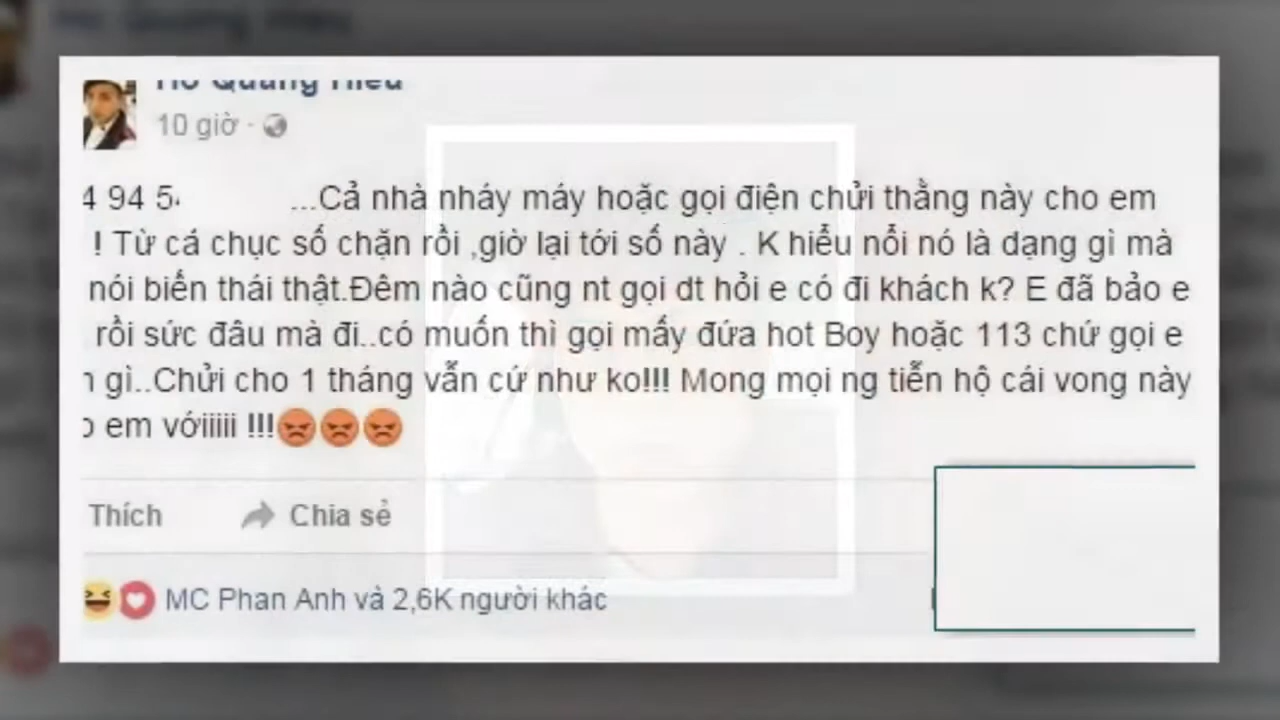 Hồ Quang Hiếu
10 giờ ·
4 94 54 ...Cả nhà nháy máy hoặc gọi điện chửi thằng này cho em
! Từ cá chục số chặn rồi ,giờ lại tới số này . K hiểu nổi nó là dạng gì mà
nói biến thái thật.Đêm nào cũng nt gọi dt hỏi e có đi khách k? E đã bảo e
rồi sức đâu mà đi..có muốn thì gọi mấy đứa hot Boy hoặc 113 chứ gọi e
gì..Chửi cho 1 tháng vẫn cứ như ko!!! Mong mọi ng tiễn hộ cái vong này
em vớiiiii !!!😡😡😡
Thích Chia sẻ
MC Phan Anh và 2,6K người khác